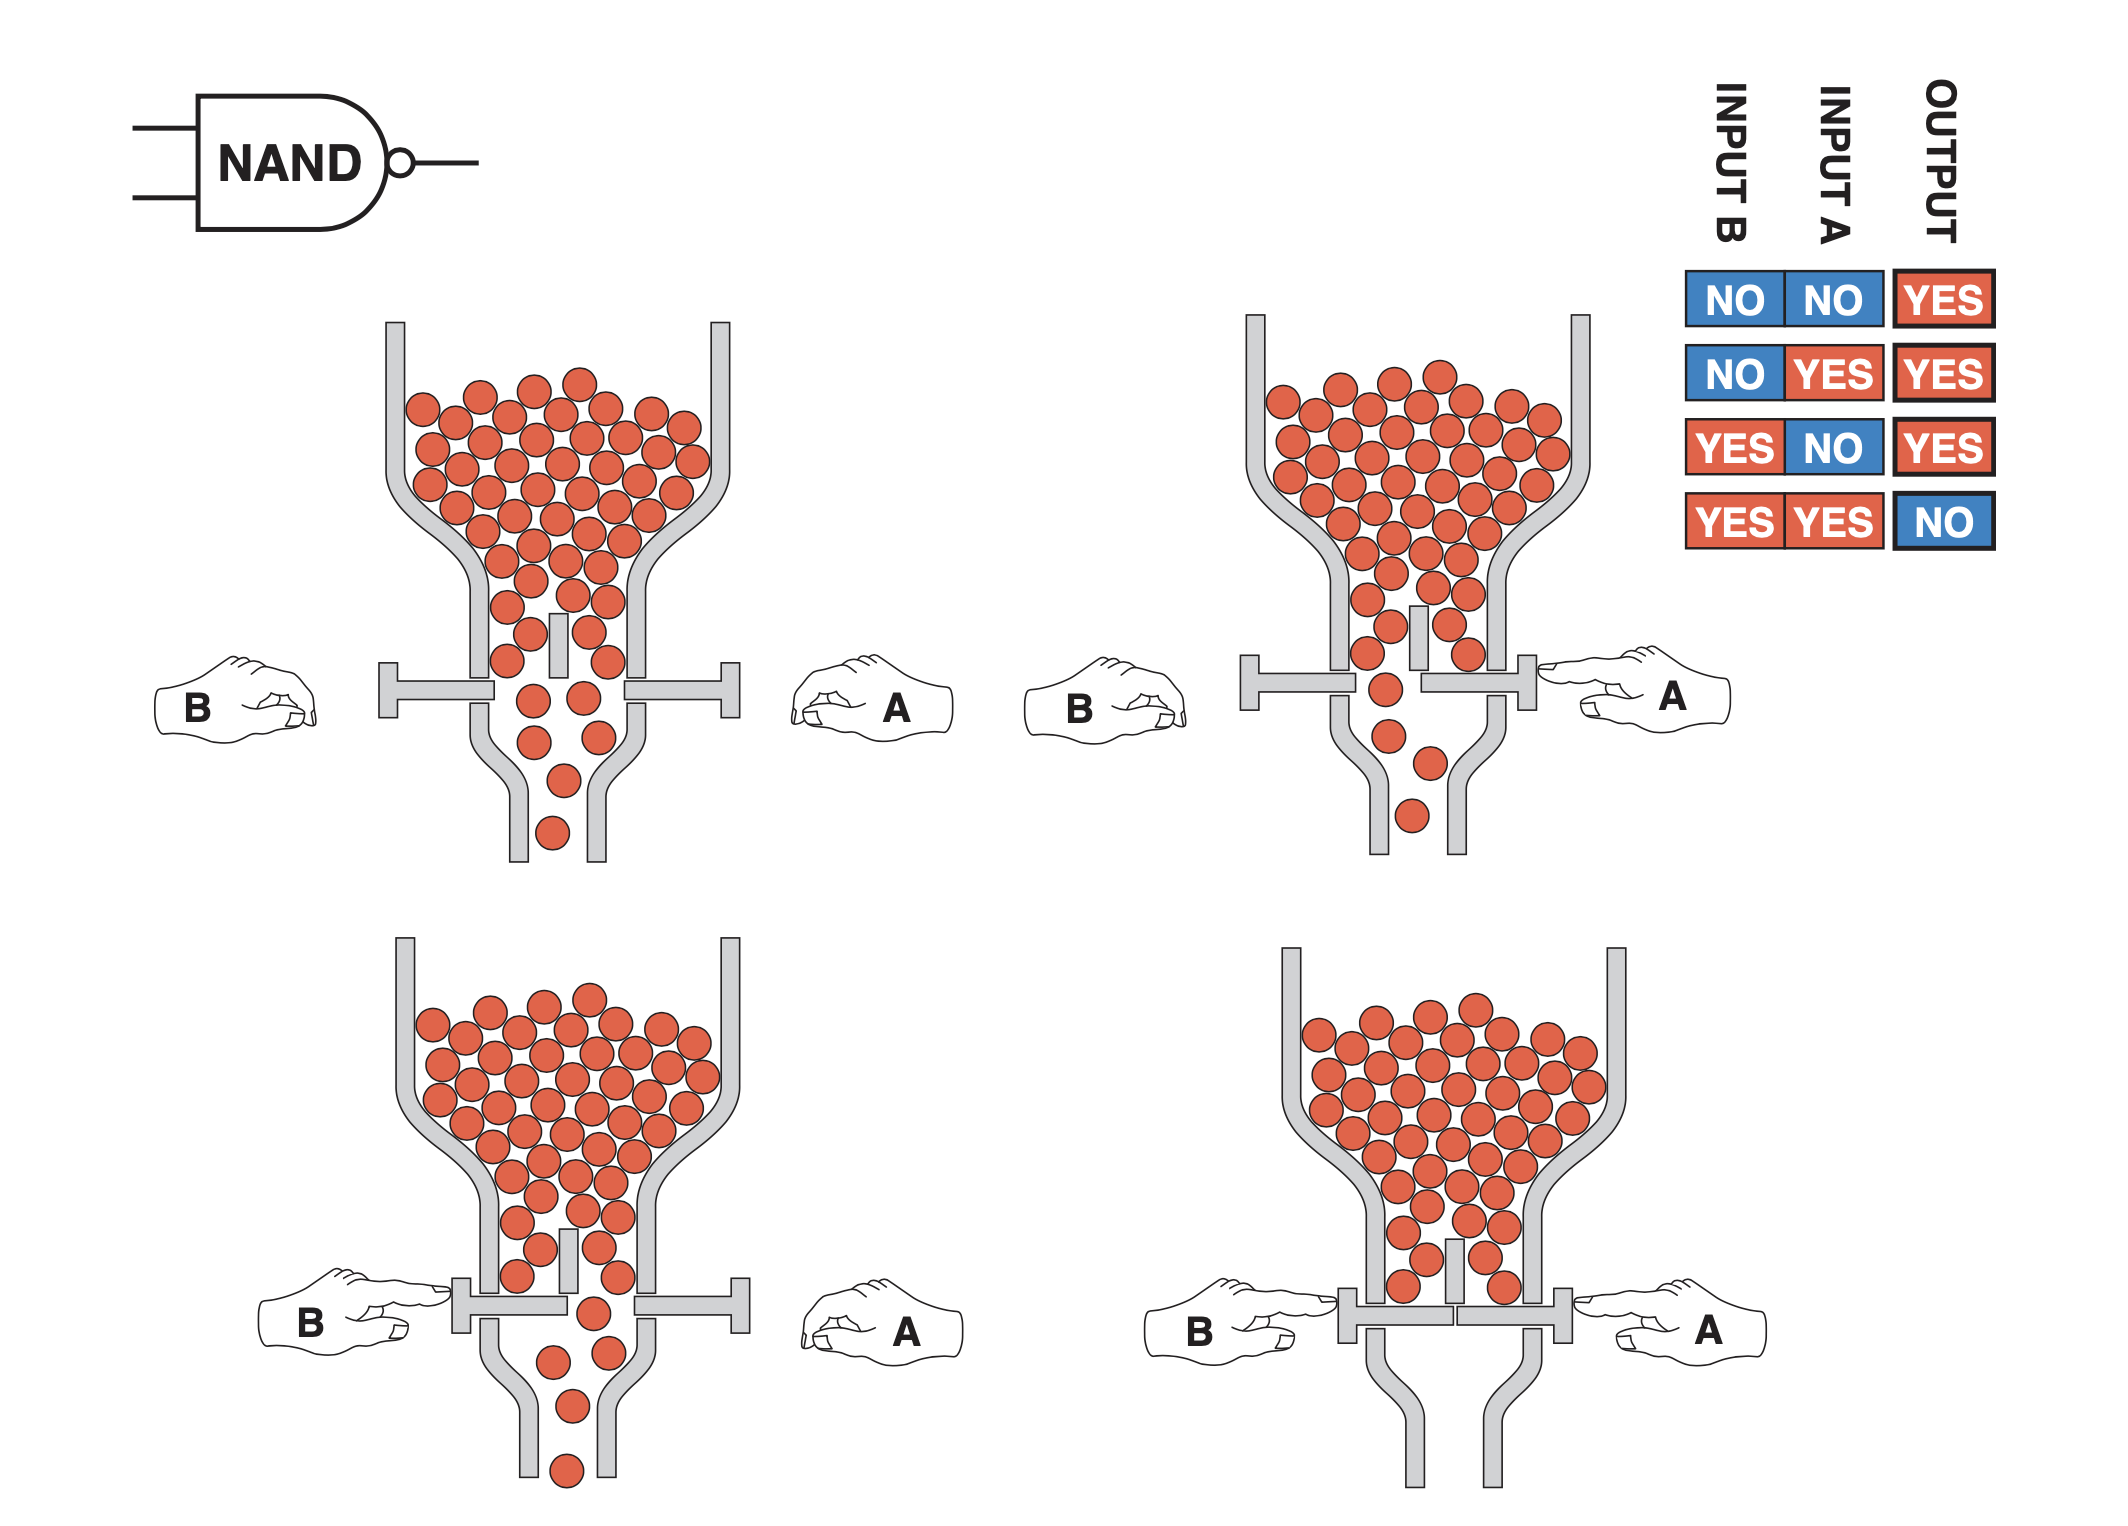 NAND
INPUT B
INPUT A
OUTPUT
NO NO YES
NO YES YES
YES NO YES
YES YES NO
B A
B A
B A
B A